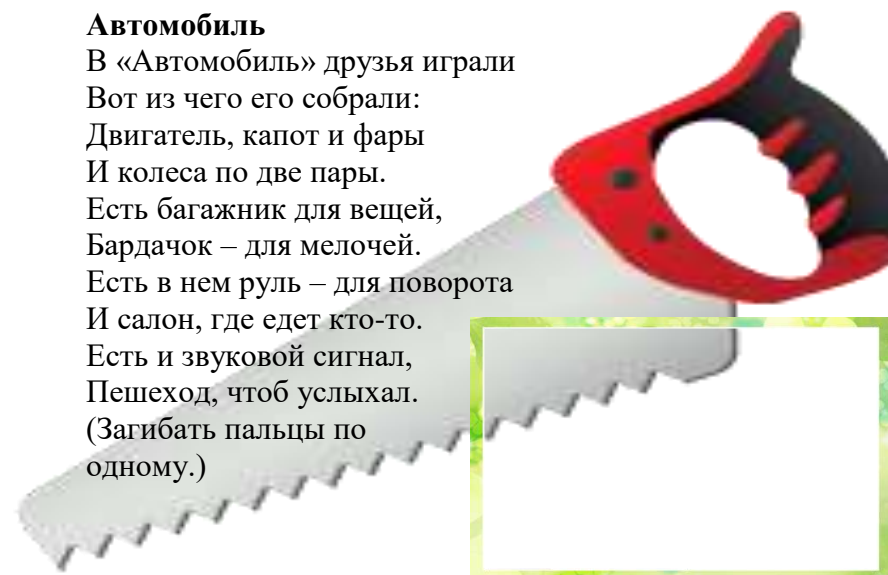 Автомобиль
В «Автомобиль» друзья играли
Вот из чего его собрали:
Двигатель, капот и фары
И колеса по две пары.
Есть багажник для вещей,
Бардачок – для мелочей.
Есть в нем руль – для поворота
И салон, где едет кто-то.
Есть и звуковой сигнал,
Пешеход, чтоб услыхал.
(Загибать пальцы по
одному.)